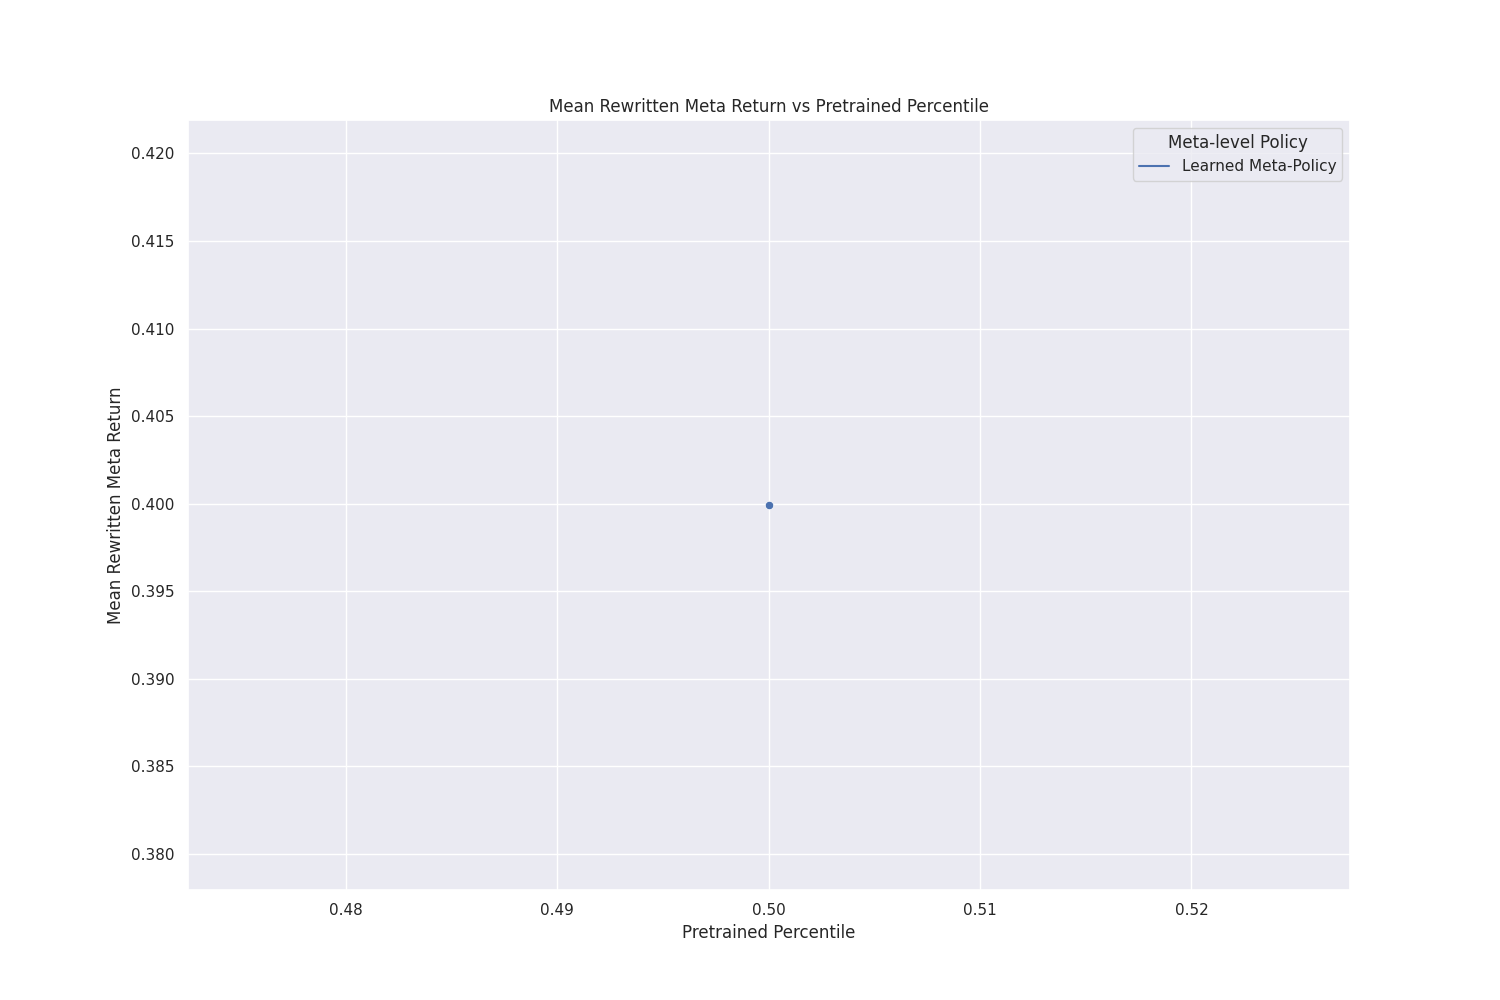 Mean Rewritten Meta Return vs Pretrained Percentile
Meta-level Policy
Learned Meta-Policy
0.420
0.415
0.410
0.405
0.400
0.395
0.390
0.385
0.380
Mean Rewritten Meta Return
0.48
0.49
0.50
0.51
0.52
Pretrained Percentile